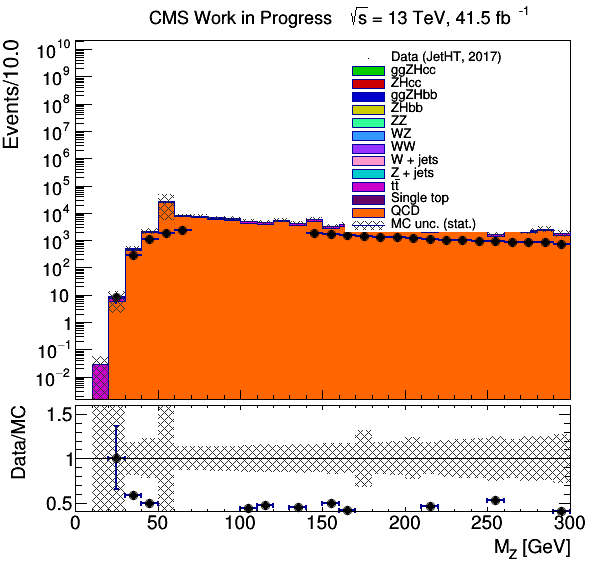 CMS Work in Progress √s = 13 TeV, 41.5 fb⁻¹
Events/10.0
10¹⁰
10⁹
10⁸
10⁷
10⁶
10⁵
10⁴
10³
10²
10
1
10⁻¹
10⁻²
Data (JetHT, 2017)
ggZHcc
ZHcc
ggZHbb
ZHbb
ZZ
WZ
WW
W + jets
Z + jets
tt̄
Single top
QCD
MC unc. (stat.)
Data/MC
1.5
1
0.5
0 50 100 150 200 250 300
M_Z [GeV]